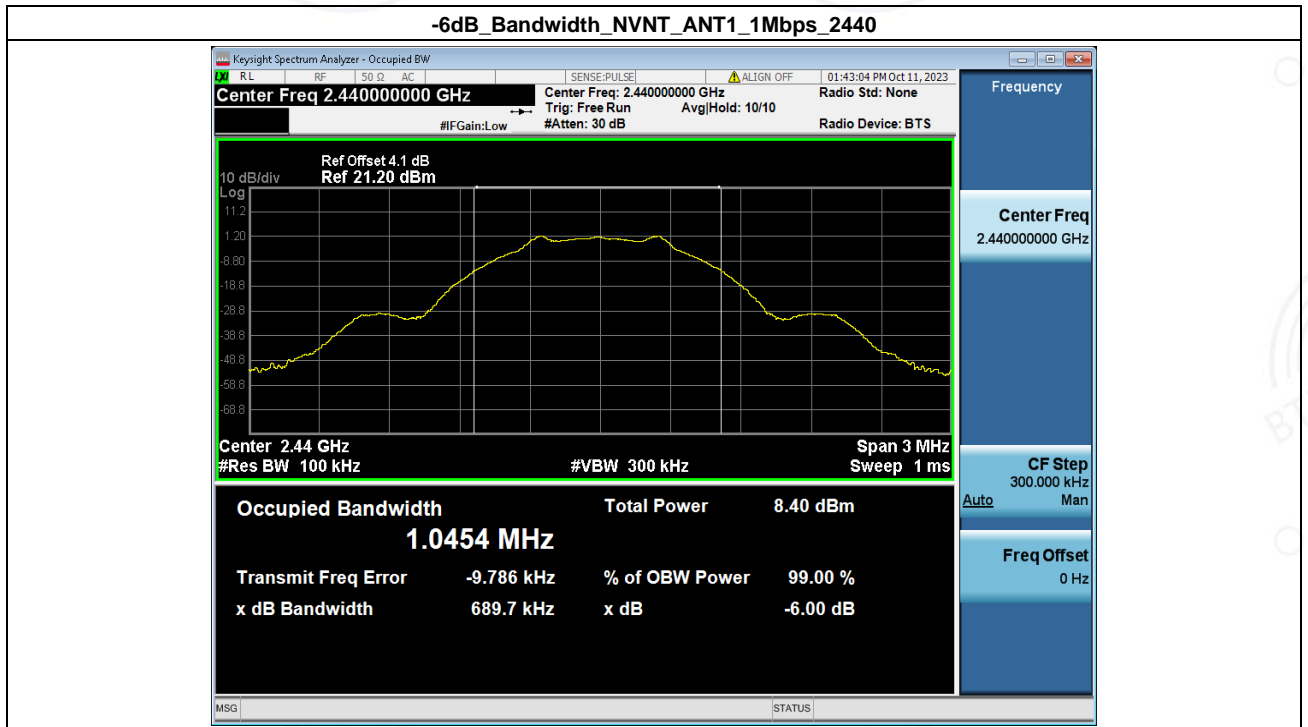 -6dB_Bandwidth_NVNT_ANT1_1Mbps_2440
Keysight Spectrum Analyzer - Occupied BW
LXI RL RF 50 Ω AC SENSE:PULSE ALIGN OFF 01:43:04 PM Oct 11, 2023
Center Freq 2.440000000 GHz
Center Freq: 2.440000000 GHz Radio Std: None
Trig: Free Run Avg|Hold: 10/10
#IFGain:Low #Atten: 30 dB Radio Device: BTS
Ref Offset 4.1 dB
10 dB/div Ref 21.20 dBm
Log
11.2
1.20
-8.80
-18.8
-28.8
-38.8
-48.8
-58.8
-68.8
Center 2.44 GHz Span 3 MHz
#Res BW 100 kHz #VBW 300 kHz Sweep 1 ms
Occupied Bandwidth Total Power 8.40 dBm
1.0454 MHz
Transmit Freq Error -9.786 kHz % of OBW Power 99.00 %
x dB Bandwidth 689.7 kHz x dB -6.00 dB
MSG STATUS
Frequency
Center Freq
2.440000000 GHz
CF Step
300.000 kHz
Auto Man
Freq Offset
0 Hz